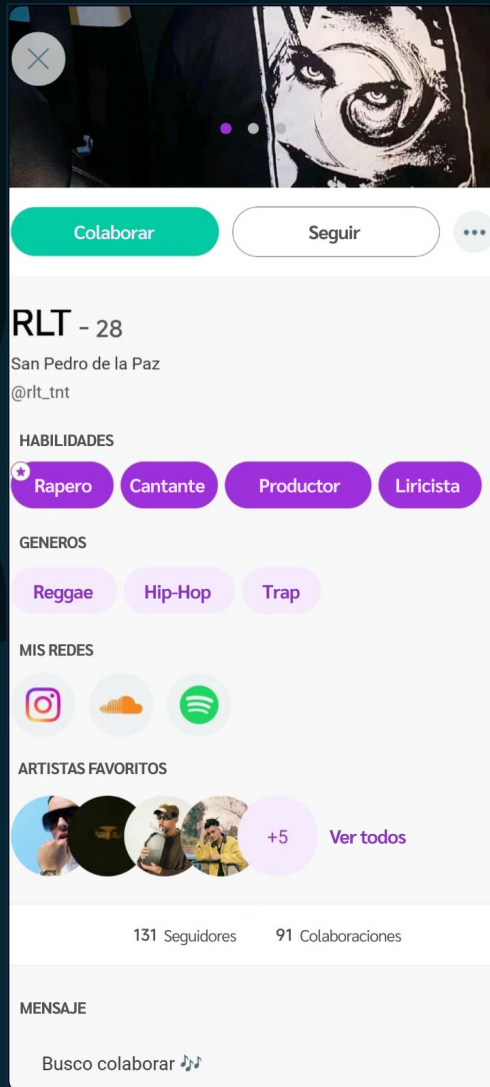 Colaborar Seguir
RLT - 28
San Pedro de la Paz
@rlt_tnt
HABILIDADES
Rapero Cantante Productor Liricista
GENEROS
Reggae Hip-Hop Trap
MIS REDES
ARTISTAS FAVORITOS
+5 Ver todos
131 Seguidores 91 Colaboraciones
MENSAJE
Busco colaborar 🎶